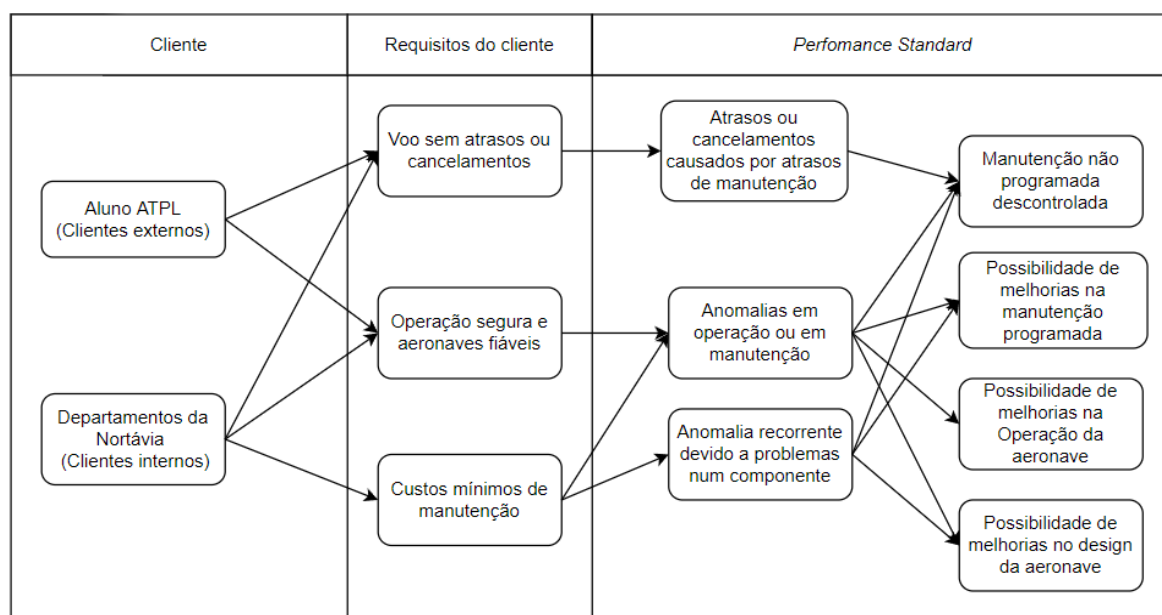 Cliente
Requisitos do cliente
Perfomance Standard
Aluno ATPL
(Clientes externos)
Departamentos da
Nortávia
(Clientes internos)
Voo sem atrasos ou
cancelamentos
Operação segura e
aeronaves fiáveis
Custos mínimos de
manutenção
Atrasos ou
cancelamentos
causados por atrasos
de manutenção
Anomalias em
operação ou em
manutenção
Anomalia recorrente
devido a problemas
num componente
Manutenção não
programada
descontrolada
Possibilidade de
melhorias na
manutenção
programada
Possibilidade de
melhorias na
Operação da
aeronave
Possibilidade de
melhorias no design
da aeronave